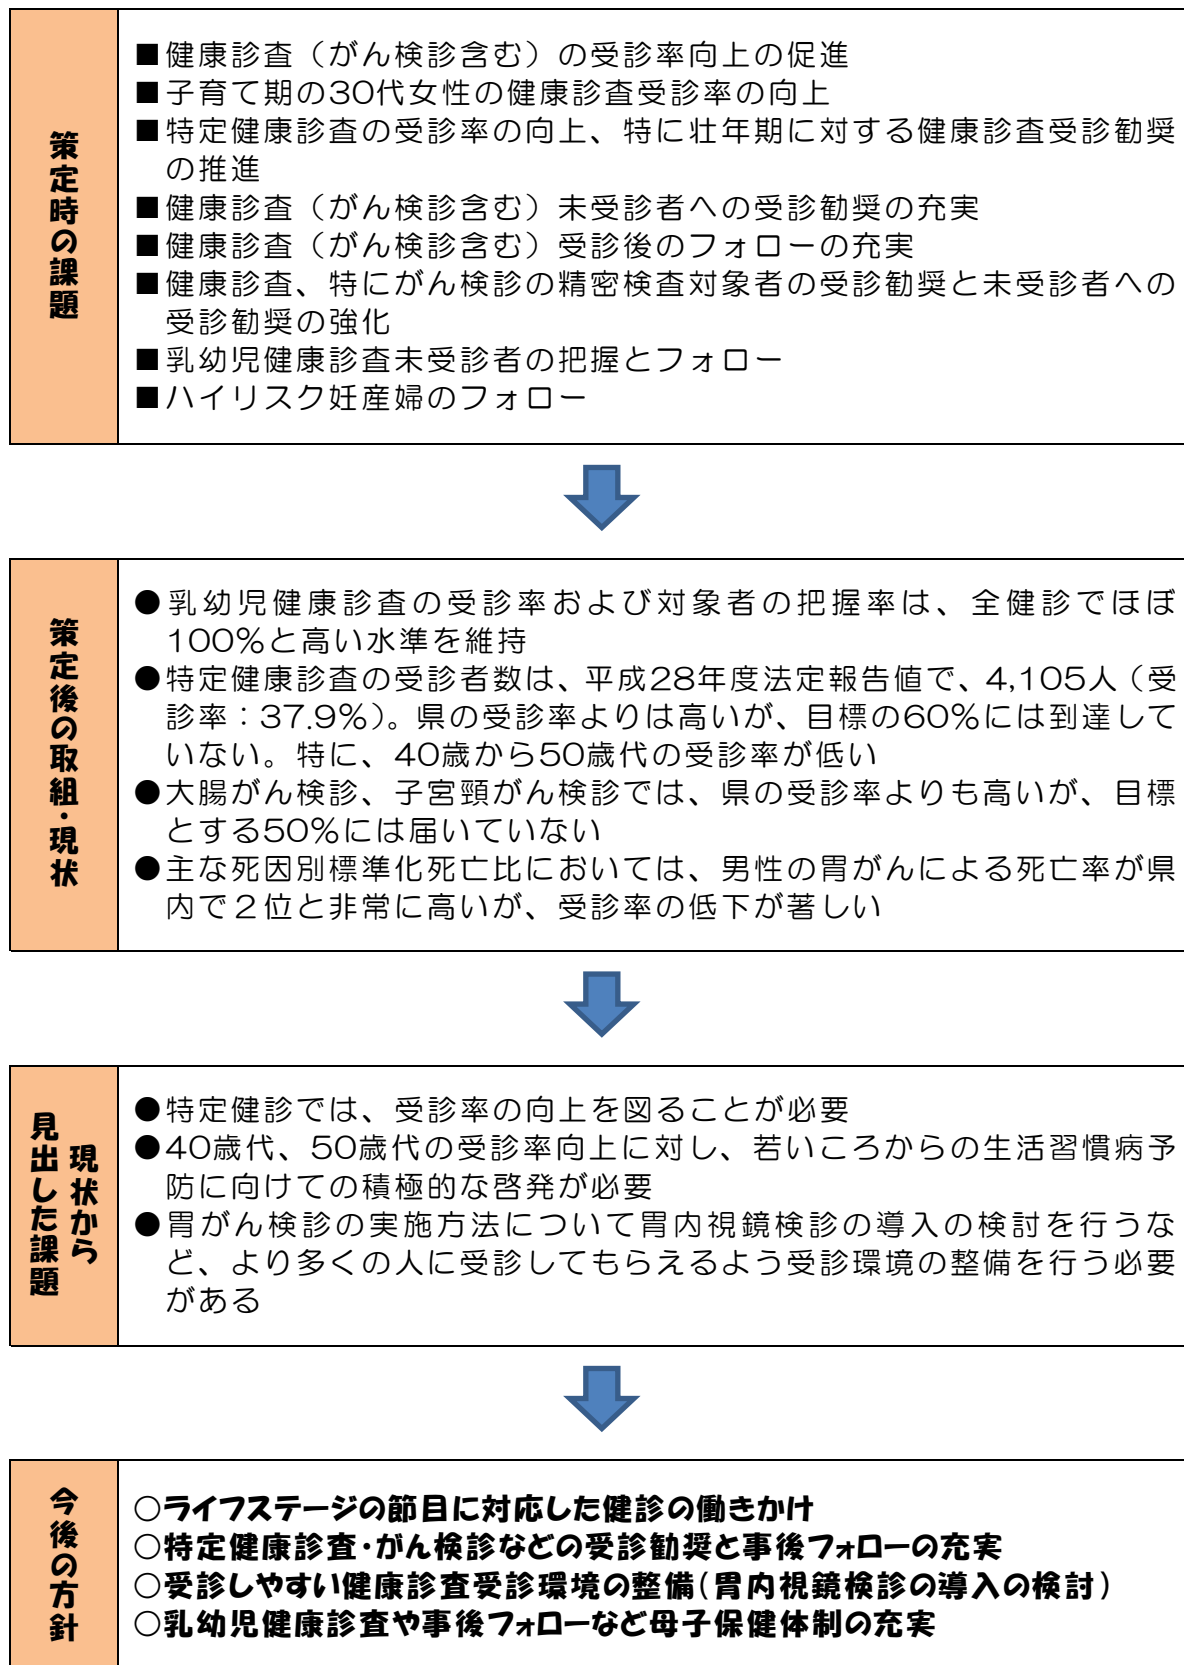 策定時の課題
■健康診査（がん検診含む）の受診率向上の促進
■子育て期の30代女性の健康診査受診率の向上
■特定健康診査の受診率の向上、特に壮年期に対する健康診査受診勧奨
の推進
■健康診査（がん検診含む）未受診者への受診勧奨の充実
■健康診査（がん検診含む）受診後のフォローの充実
■健康診査、特にがん検診の精密検査対象者の受診勧奨と未受診者への
受診勧奨の強化
■乳幼児健康診査未受診者の把握とフォロー
■ハイリスク妊産婦のフォロー
策定後の取組・現状
●乳幼児健康診査の受診率および対象者の把握率は、全健診でほぼ
100％と高い水準を維持
●特定健康診査の受診者数は、平成28年度法定報告値で、4,105人（受
診率：37.9％）。県の受診率よりは高いが、目標の60％には到達して
いない。特に、40歳から50歳代の受診率が低い
●大腸がん検診、子宮頸がん検診では、県の受診率よりも高いが、目標
とする50％には届いていない
●主な死因別標準化死亡比においては、男性の胃がんによる死亡率が県
内で２位と非常に高いが、受診率の低下が著しい
現状から
見出した課題
●特定健診では、受診率の向上を図ることが必要
●40歳代、50歳代の受診率向上に対し、若いころからの生活習慣病予
防に向けての積極的な啓発が必要
●胃がん検診の実施方法について胃内視鏡検診の導入の検討を行うな
ど、より多くの人に受診してもらえるよう受診環境の整備を行う必要
がある
今後の方針
○ライフステージの節目に対応した健診の働きかけ
○特定健康診査・がん検診などの受診勧奨と事後フォローの充実
○受診しやすい健康診査受診環境の整備（胃内視鏡検診の導入の検討）
○乳幼児健康診査や事後フォローなど母子保健体制の充実